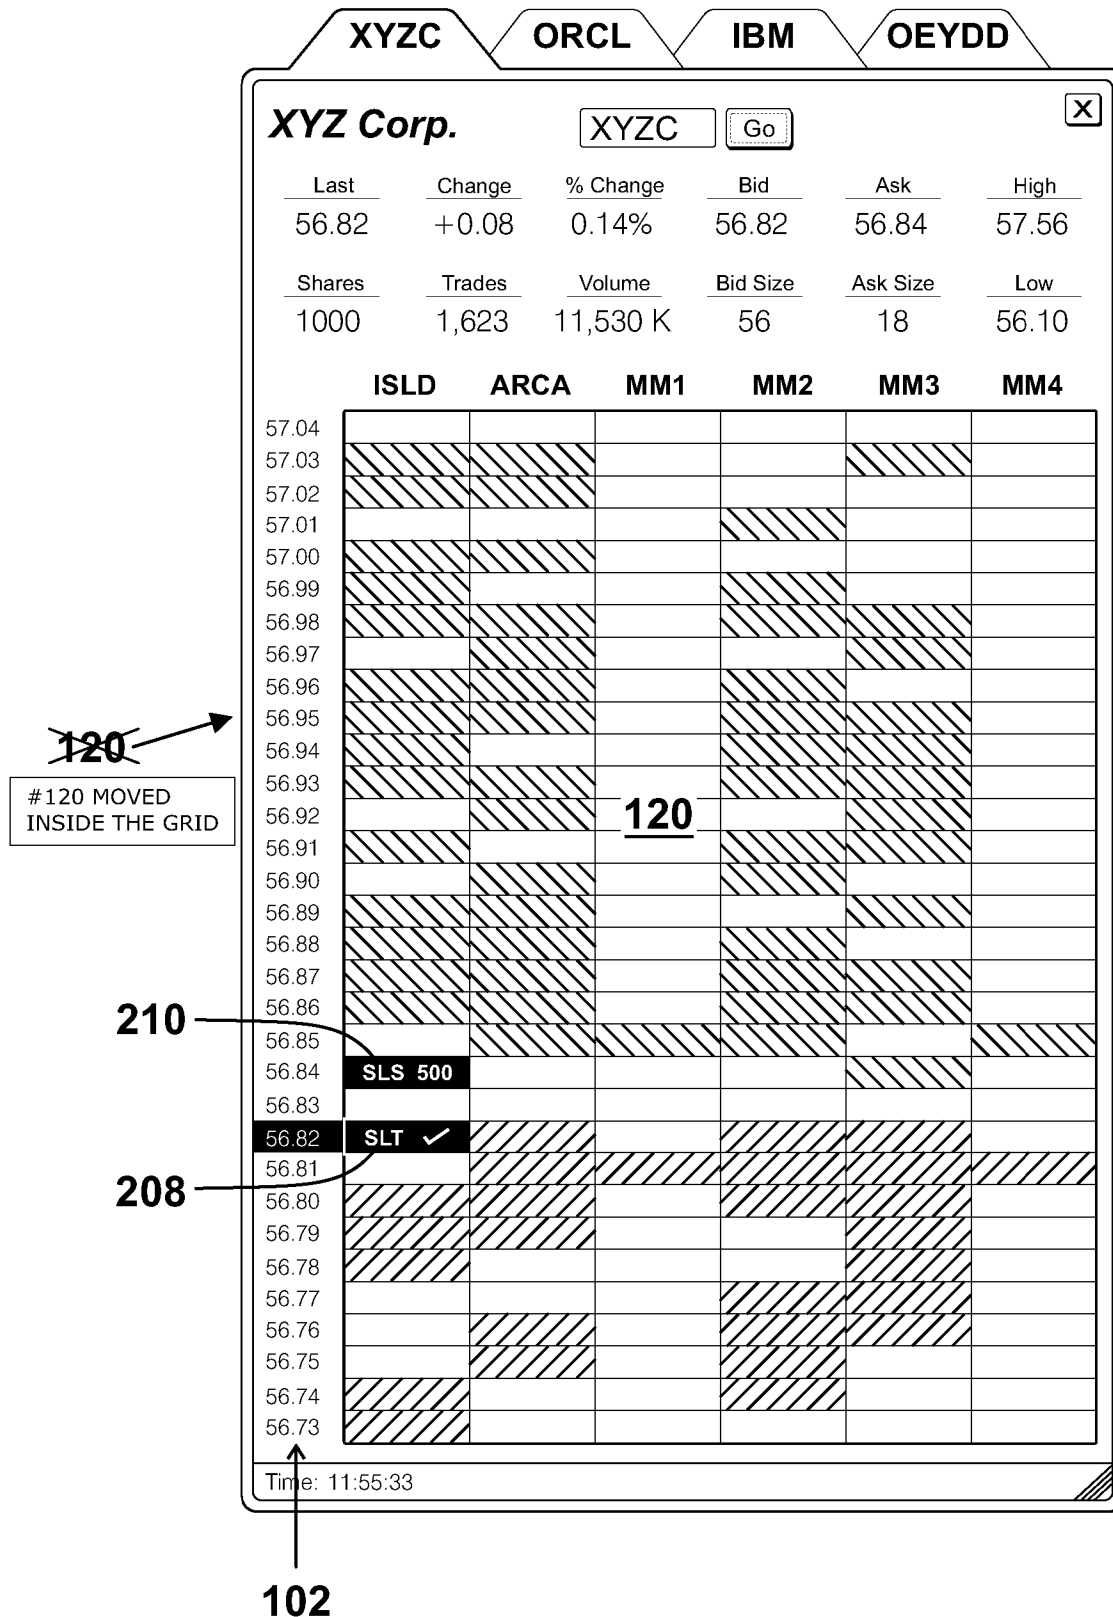 XYZC ORCL IBM OEYDD
XYZ Corp. XYZC Go X
Last Change % Change Bid Ask High
56.82 +0.08 0.14% 56.82 56.84 57.56
Shares Trades Volume Bid Size Ask Size Low
1000 1,623 11,530 K 56 18 56.10
ISLD ARCA MM1 MM2 MM3 MM4
57.04
57.03
57.02
57.01
57.00
56.99
56.98
56.97
56.96
56.95
120
56.94
56.93
#120 MOVED
INSIDE THE GRID
56.92 120
56.91
56.90
56.89
56.88
56.87
56.86
210
56.85
56.84 SLS 500
56.83
56.82 SLT ✓
56.81
208
56.80
56.79
56.78
56.77
56.76
56.75
56.74
56.73
Time: 11:55:33
102